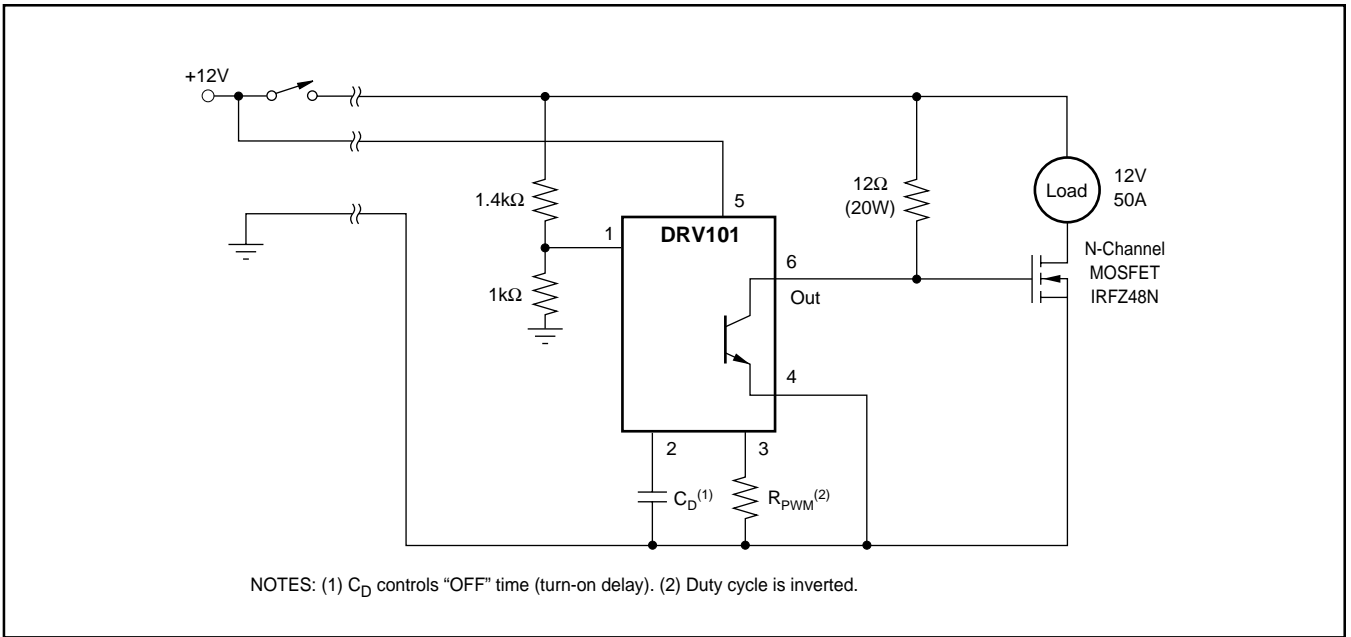 +12V
1.4kΩ
1kΩ
1
5
DRV101
6
Out
4
2
3
12Ω
(20W)
Load
12V
50A
N-Channel
MOSFET
IRFZ48N
C_D(1)
R_PWM(2)
NOTES: (1) C_D controls “OFF” time (turn-on delay). (2) Duty cycle is inverted.